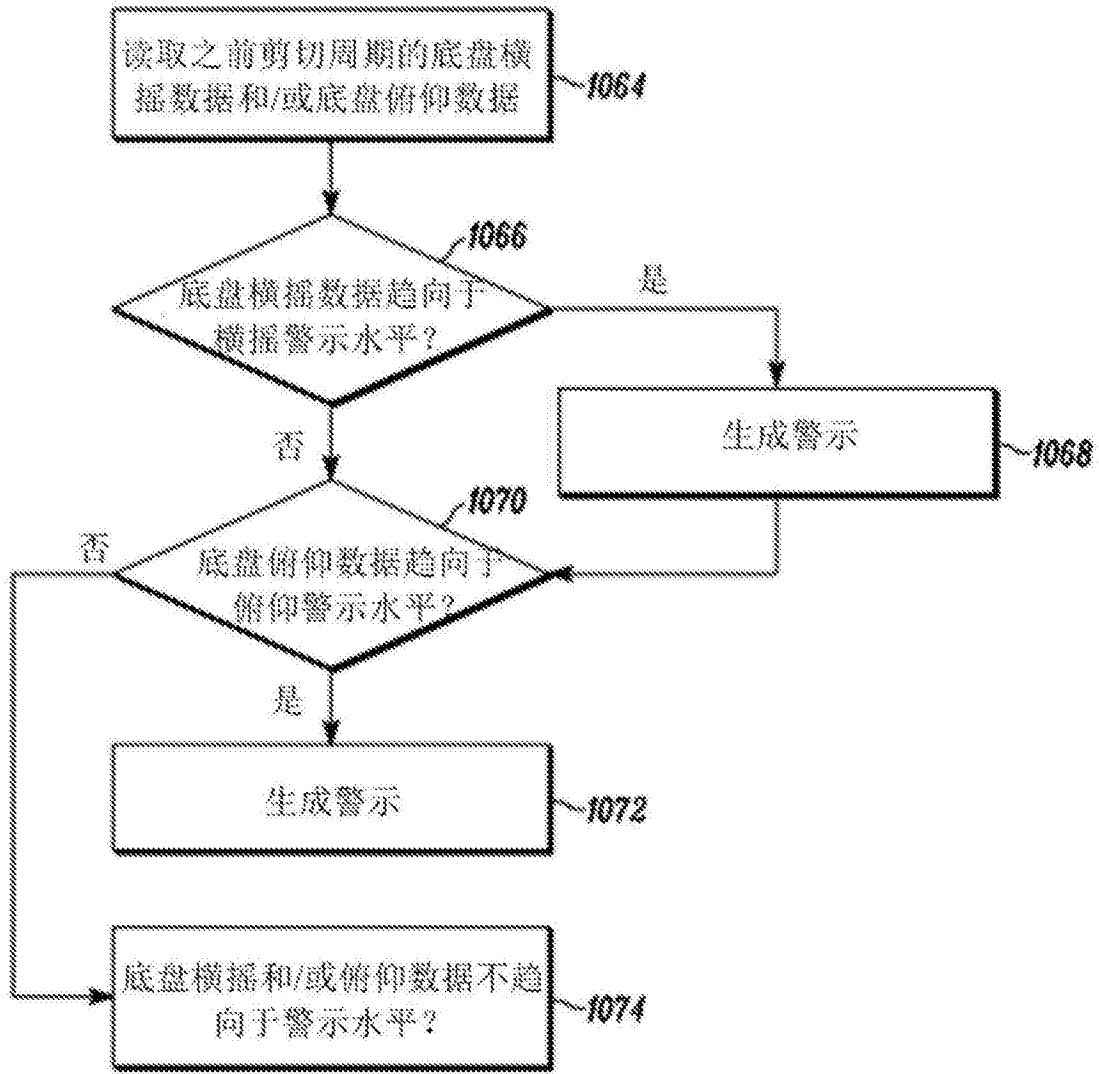 读取之前剪切周期的底盘横
摇数据和/或底盘俯仰数据
1064
1066
底盘横摇数据趋向于
横摇警示水平?
是
生成警示
1068
否
1070
否
底盘俯仰数据趋向于
俯仰警示水平?
是
生成警示
1072
底盘横摇和/或俯仰数据不趋
向于警示水平?
1074